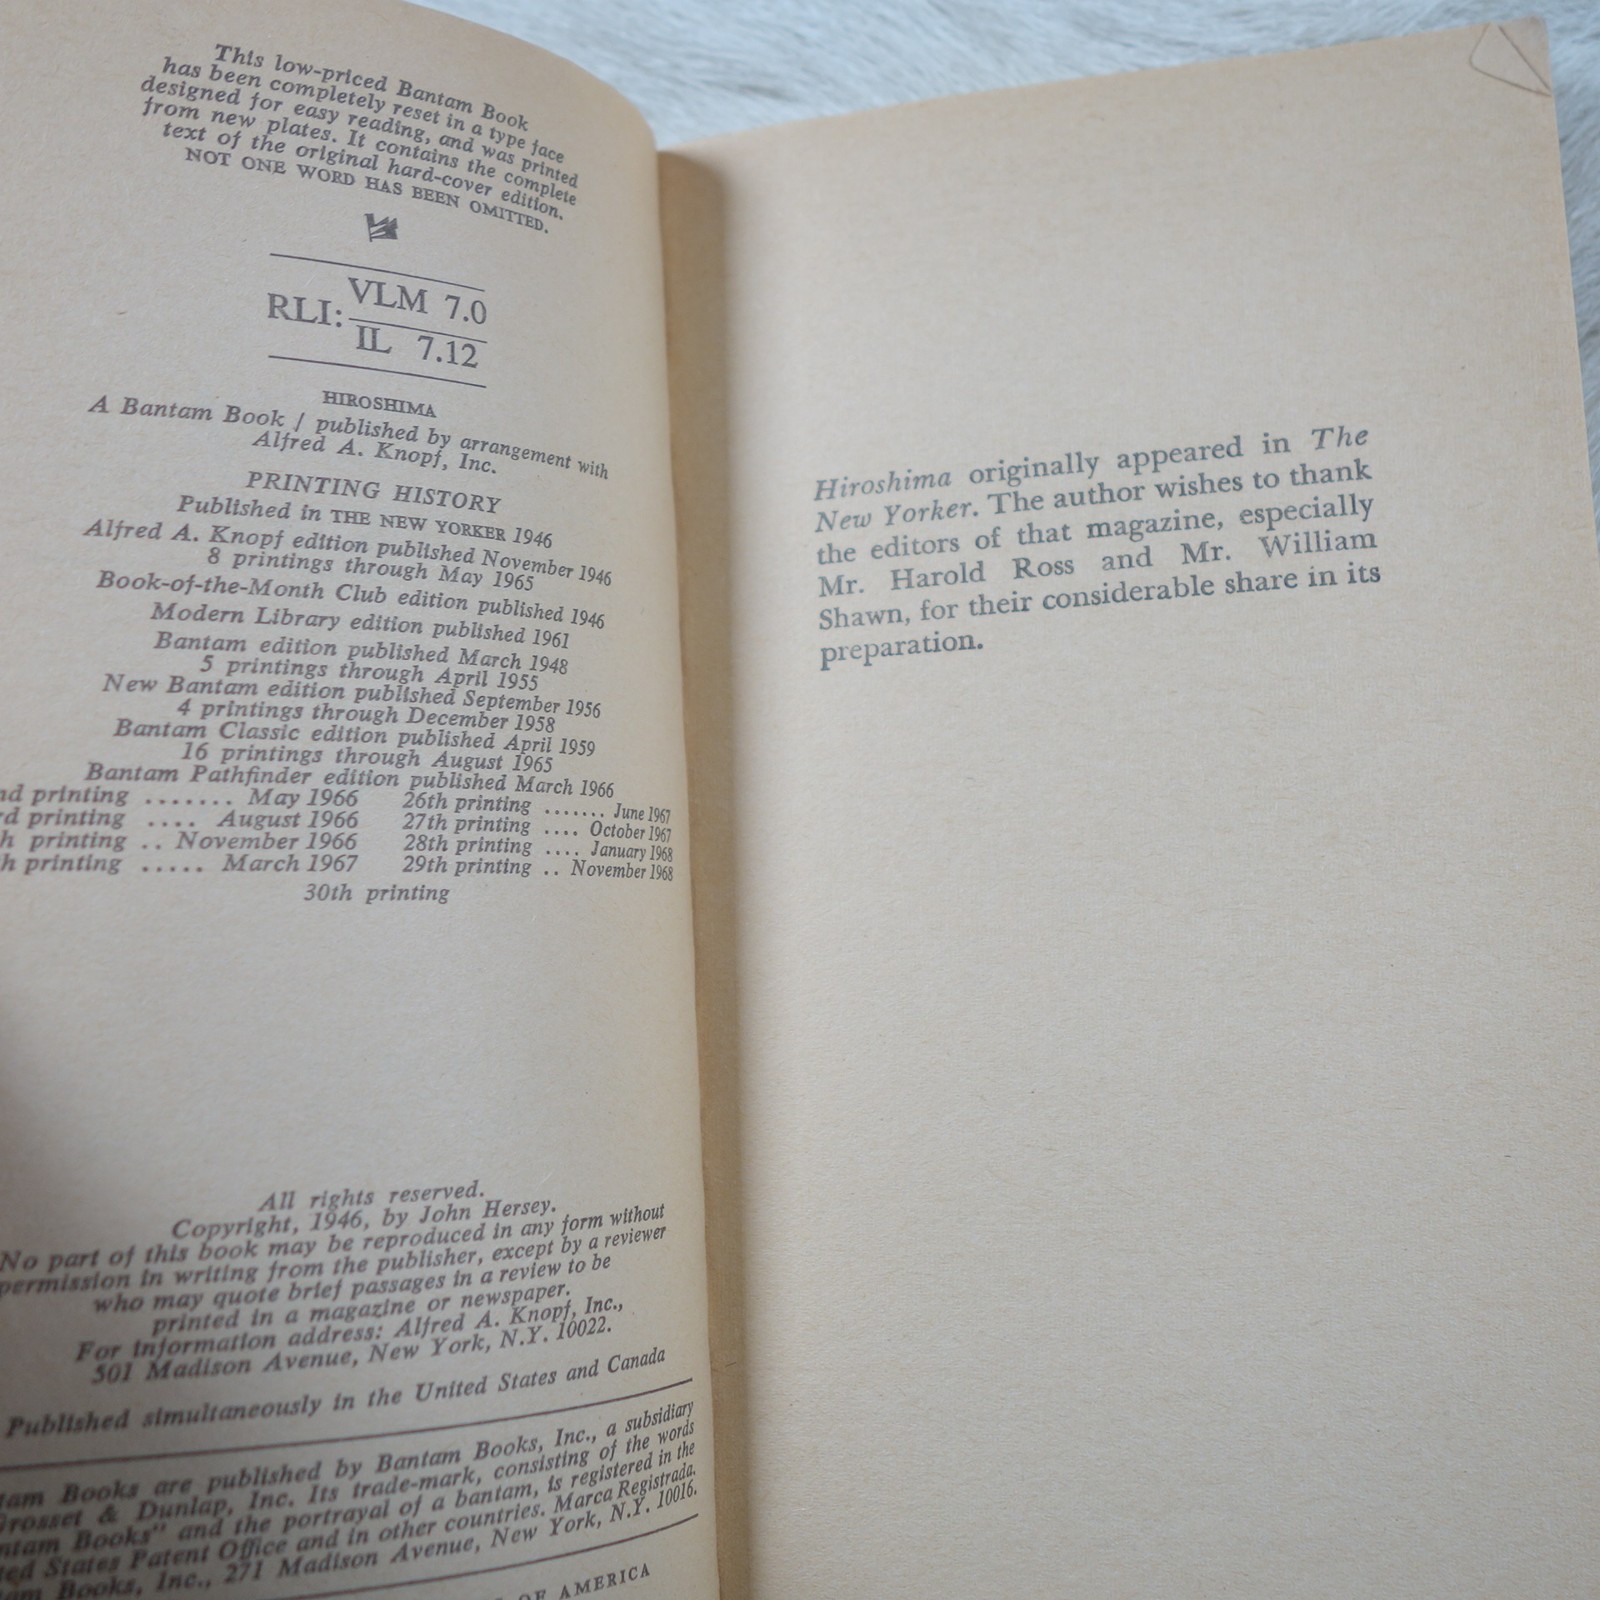 This low-priced Bantam Book
has been completely reset in a type face
designed for easy reading, and was printed
from new plates. It contains the complete
text of the original hard-cover edition.
NOT ONE WORD HAS BEEN OMITTED.
RLI:
VLM 7.0
IL 7.12
HIROSHIMA
A Bantam Book / published by arrangement with
Alfred A. Knopf, Inc.
PRINTING HISTORY
Published in THE NEW YORKER 1946
Alfred A. Knopf edition published November 1946
8 printings through May 1965
Book-of-the-Month Club edition published 1946
Modern Library edition published 1961
Bantam edition published March 1948
5 printings through April 1955
New Bantam edition published September 1956
4 printings through December 1958
Bantam Classic edition published April 1959
16 printings through August 1965
Bantam Pathfinder edition published March 1966
nd printing ....... May 1966 26th printing ....... June 1967
rd printing .... August 1966 27th printing .... October 1967
h printing .. November 1966 28th printing .... January 1968
h printing ..... March 1967 29th printing .. November 1968
30th printing
All rights reserved.
Copyright, 1946, by John Hersey.
No part of this book may be reproduced in any form without
permission in writing from the publisher, except by a reviewer
who may quote brief passages in a review to be
printed in a magazine or newspaper.
For information address: Alfred A. Knopf, Inc.,
501 Madison Avenue, New York, N.Y. 10022.
Published simultaneously in the United States and Canada
tam Books are published by Bantam Books, Inc., a subsidiary
Grosset & Dunlap, Inc. Its trade-mark, consisting of the words
ntam Books" and the portrayal of a bantam, is registered in the
ted States Patent Office and in other countries. Marca Registrada.
am Books, Inc., 271 Madison Avenue, New York, N.Y. 10016.
OF AMERICA
Hiroshima originally appeared in The
New Yorker. The author wishes to thank
the editors of that magazine, especially
Mr. Harold Ross and Mr. William
Shawn, for their considerable share in its
preparation.